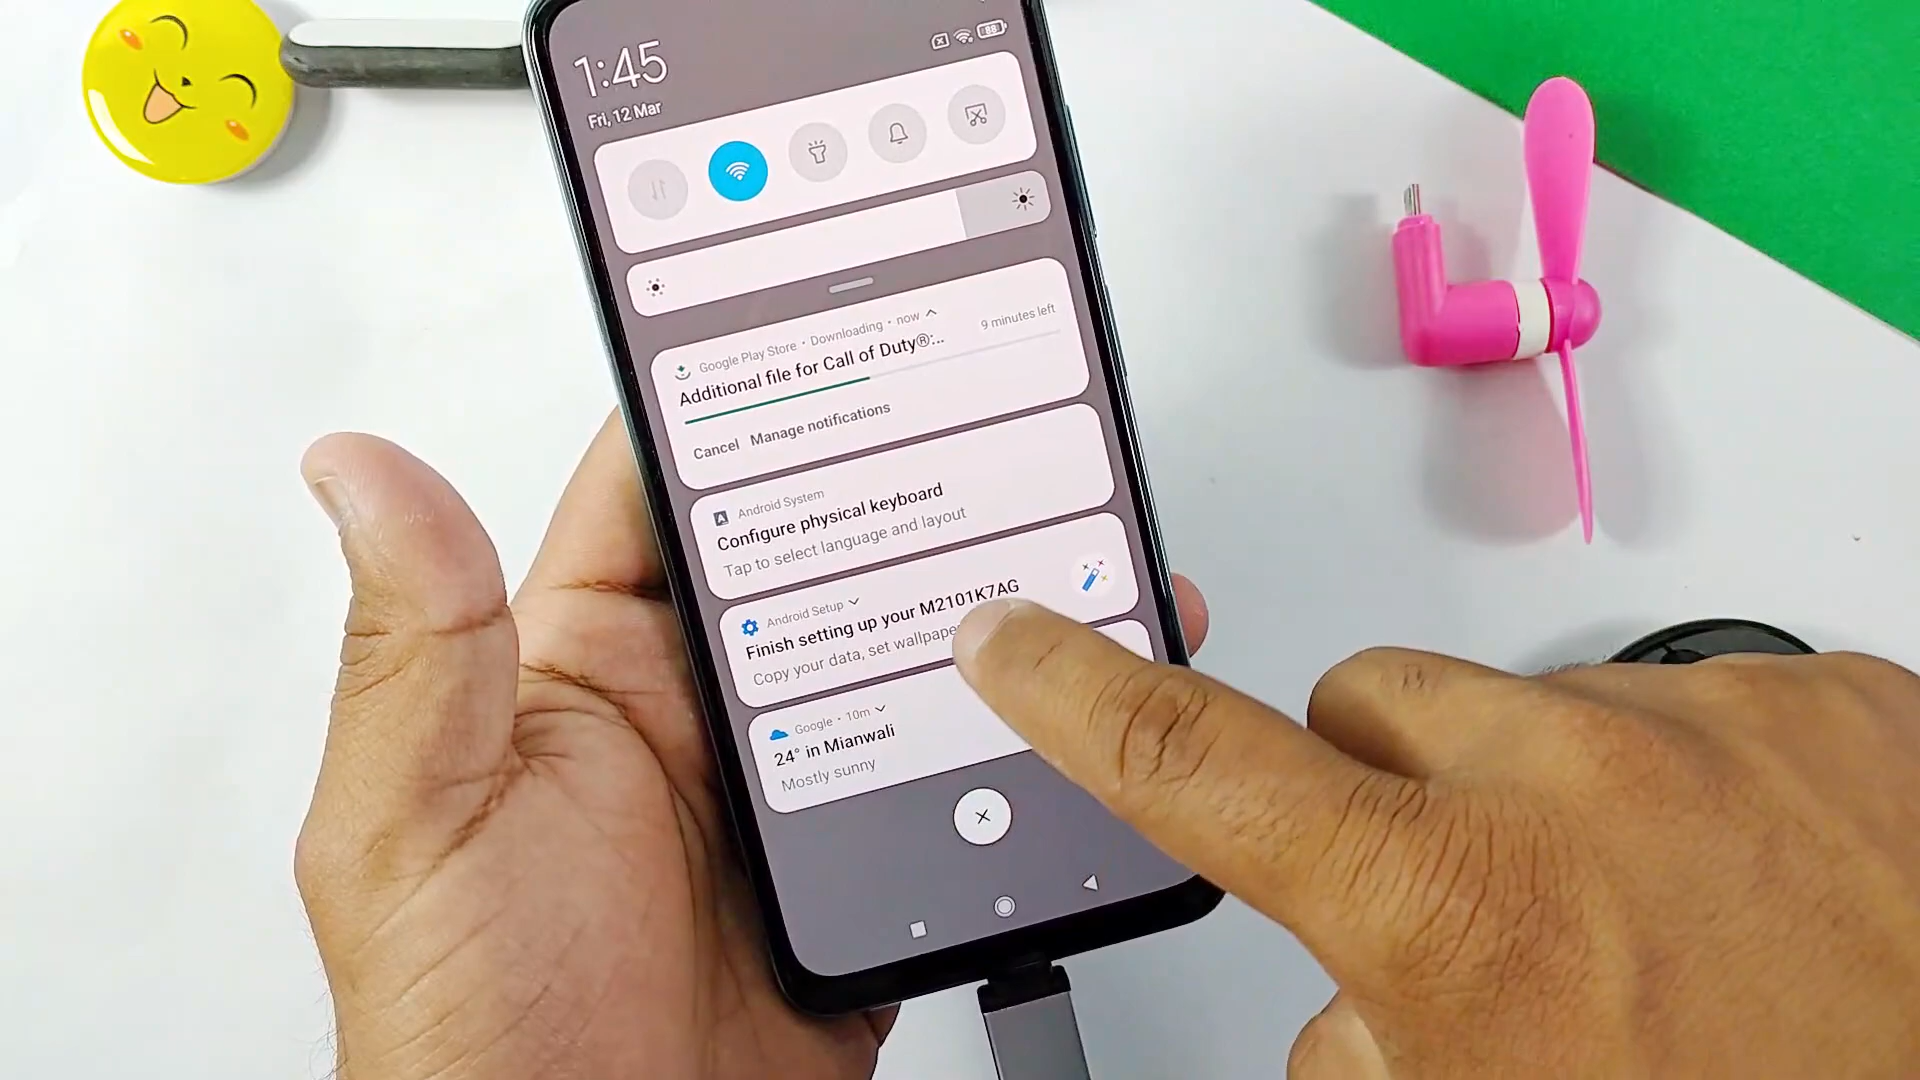 1:45
88
Fri, 12 Mar
Google Play Store • Downloading • now
9 minutes left
Additional file for Call of Duty®:...
Cancel Manage notifications
Android System
Configure physical keyboard
Tap to select language and layout
Android Setup
Finish setting up your M2101K7AG
Copy your data, set wallpaper
Google • 10m
24° in Mianwali
Mostly sunny